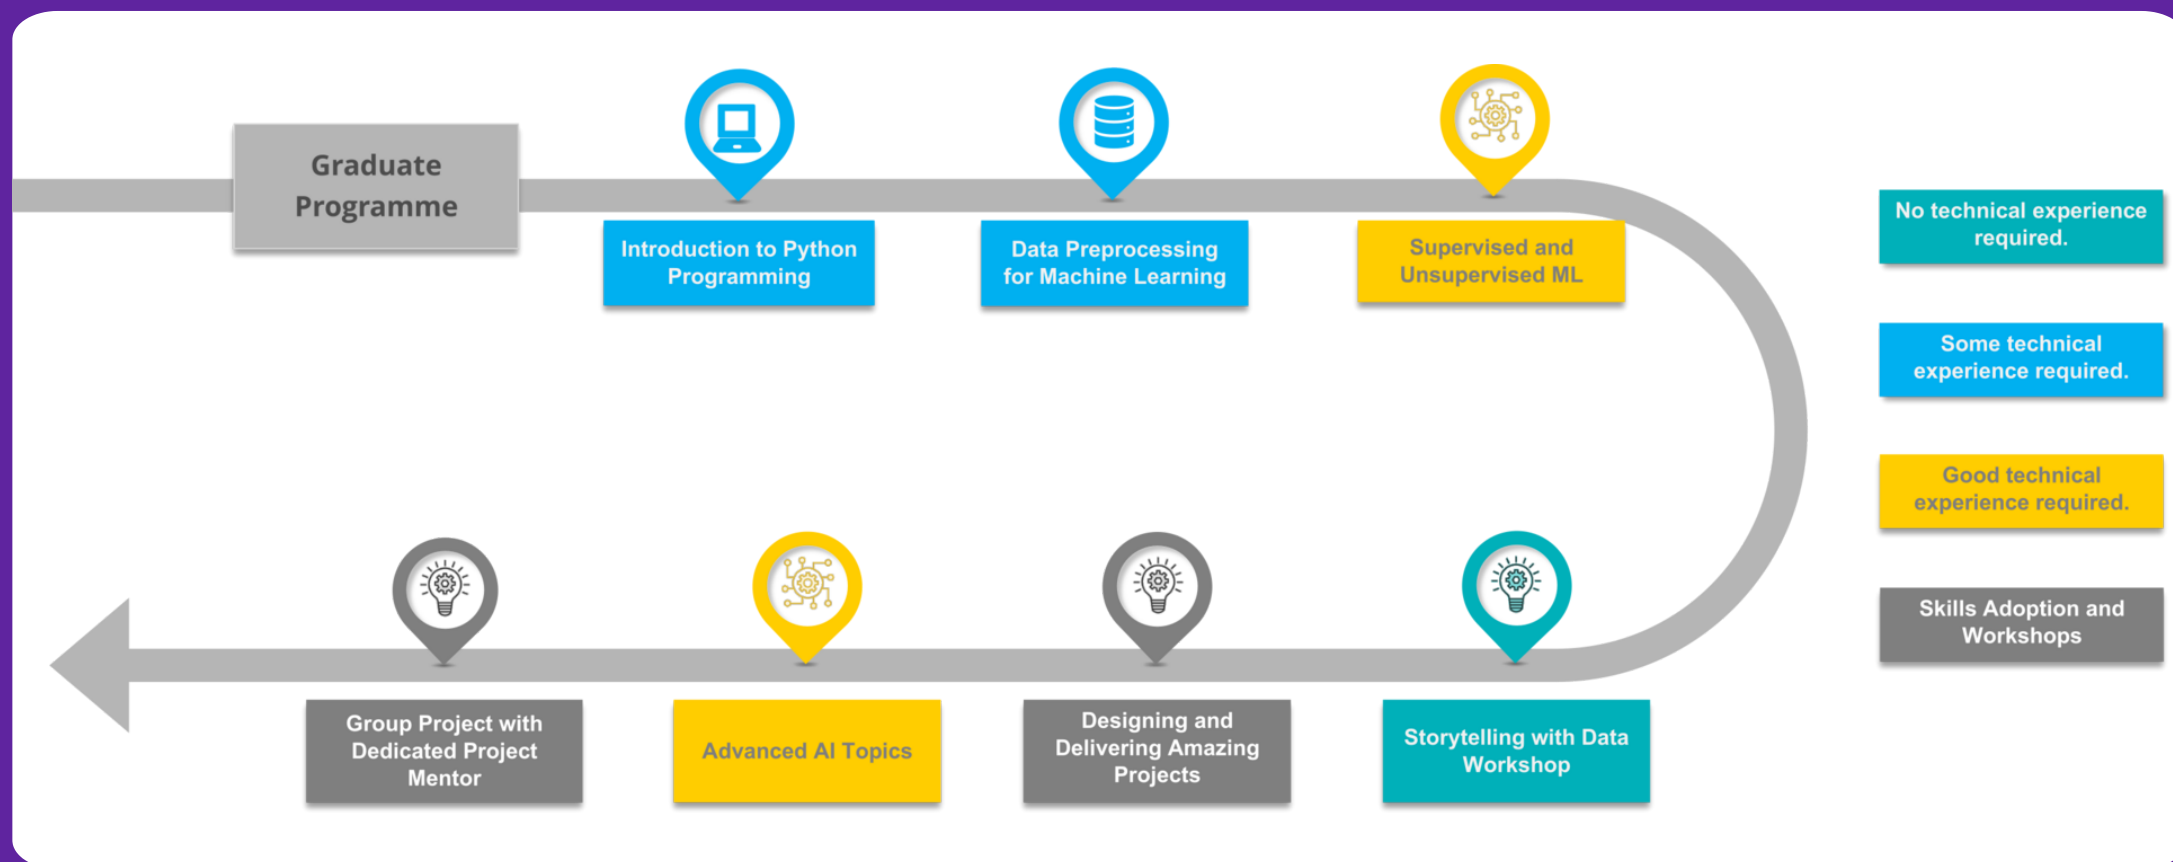 Graduate
Programme
Introduction to Python
Programming
Data Preprocessing
for Machine Learning
Supervised and
Unsupervised ML
No technical experience
required.
Some technical
experience required.
Good technical
experience required.
Skills Adoption and
Workshops
Group Project with
Dedicated Project
Mentor
Advanced AI Topics
Designing and
Delivering Amazing
Projects
Storytelling with Data
Workshop